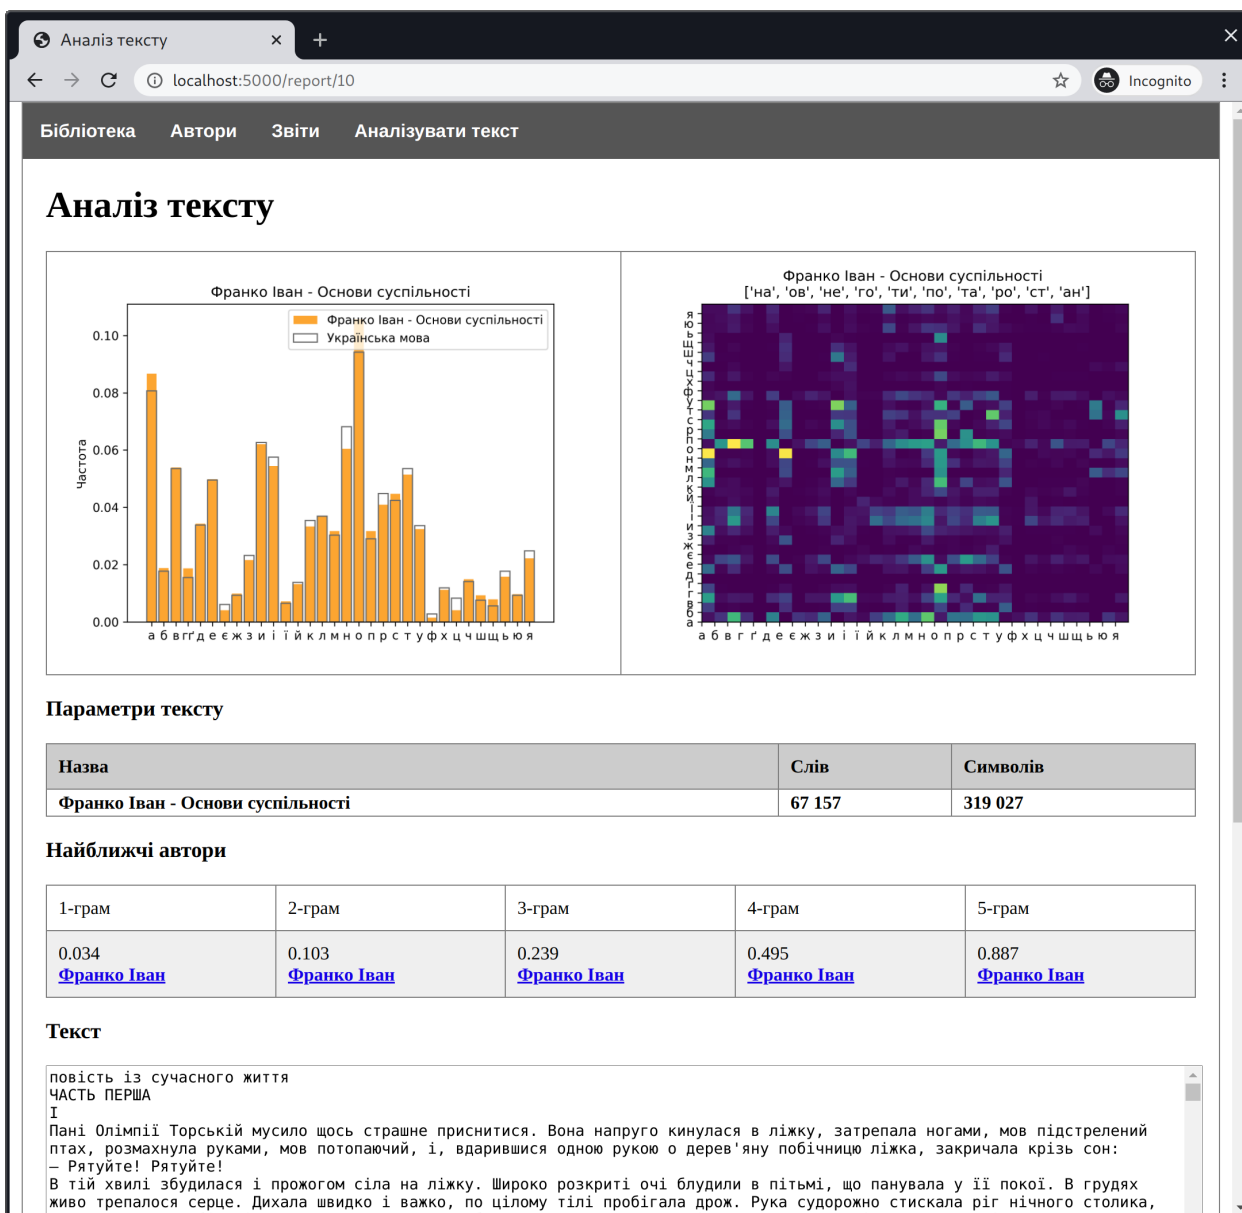 Аналіз тексту
localhost:5000/report/10
Incognito
Бібліотека Автори Звіти Аналізувати текст
Аналіз тексту
Франко Іван - Основи суспільності
Франко Іван - Основи суспільності
Українська мова
Частота
0.10
0.08
0.06
0.04
0.02
0.00
а б в г ґ д е є ж з и і ї й к л м н о п р с т у ф х ц ч ш щ ь ю я
Франко Іван - Основи суспільності
['на', 'ов', 'не', 'го', 'ти', 'по', 'та', 'ро', 'ст', 'ан']
я
ю
ь
щ
ш
ч
ц
х
ф
у
т
с
р
п
о
н
м
л
к
й
ї
і
и
з
ж
є
е
д
ґ
г
в
б
а
а б в г ґ д е є ж з и і ї й к л м н о п р с т у ф х ц ч ш щ ь ю я
Параметри тексту
Назва Слів Символів
Франко Іван - Основи суспільності 67 157 319 027
Найближчі автори
1-грам 2-грам 3-грам 4-грам 5-грам
0.034 0.103 0.239 0.495 0.887
Франко Іван Франко Іван Франко Іван Франко Іван Франко Іван
Текст
повість із сучасного життя
ЧАСТЬ ПЕРША
I
Пані Олімпії Торській мусило щось страшне приснитися. Вона напруго кинулася в ліжку, затрепала ногами, мов підстрелений
птах, розмахнула руками, мов потопаючий, і, вдарившися одною рукою о дерев'яну побічницю ліжка, закричала крізь сон:
— Рятуйте! Рятуйте!
В тій хвилі збудилася і прожогом сіла на ліжку. Широко розкриті очі блудили в пітьмі, що панувала у її покої. В грудях
живо трепалося серце. Дихала швидко і важко, по цілому тілі пробігала дрож. Рука судорожно стискала ріг нічного столика,